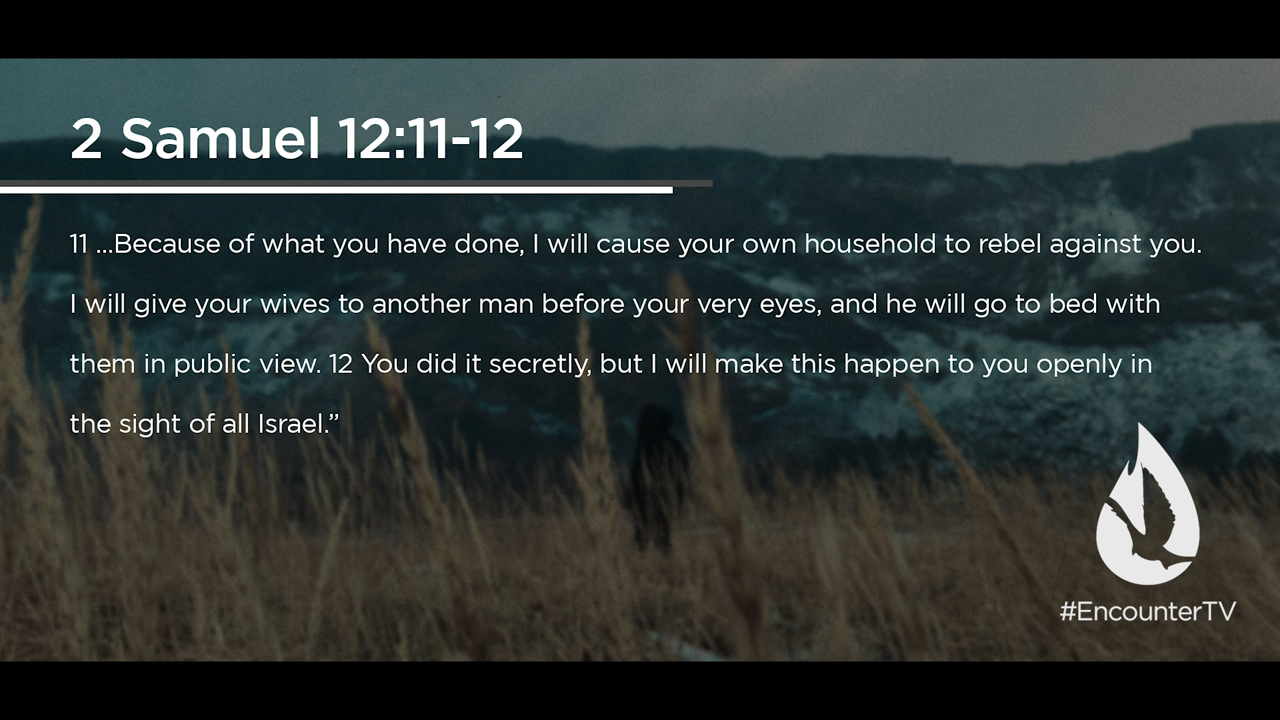 2 Samuel 12:11-12
11 ...Because of what you have done, I will cause your own household to rebel against you.
I will give your wives to another man before your very eyes, and he will go to bed with
them in public view. 12 You did it secretly, but I will make this happen to you openly in
the sight of all Israel.”
#EncounterTV